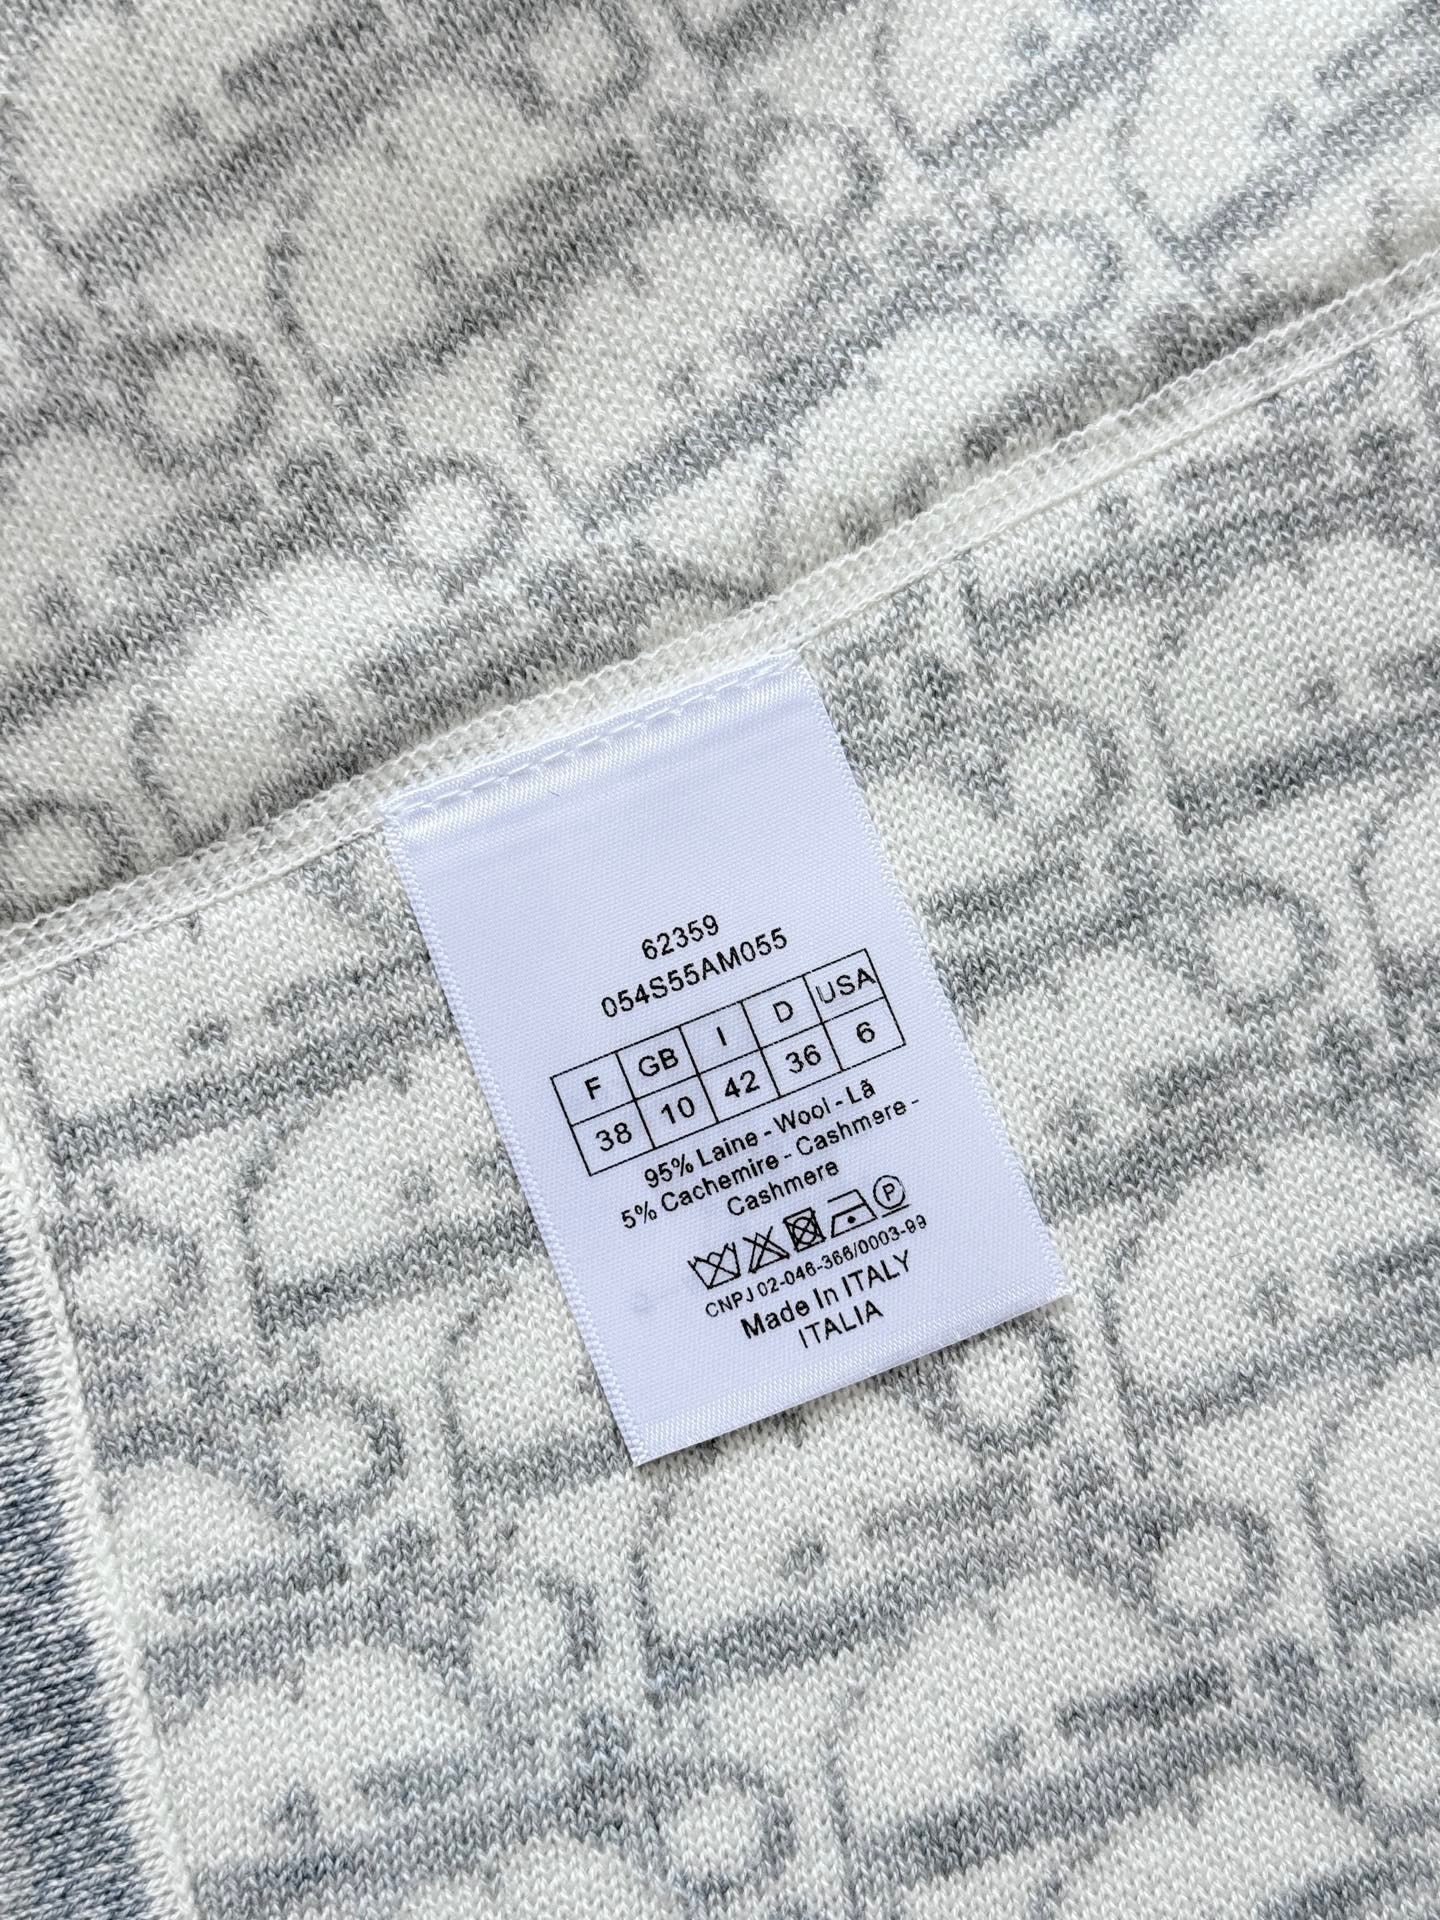 62359
054S55AM055
F GB I D USA
38 10 42 36 6
95% Laine - Wool - Lã
5% Cachemire - Cashmere -
Cashmere
P
CNPJ 02-046-366/0003-99
Made In ITALY
ITALIA